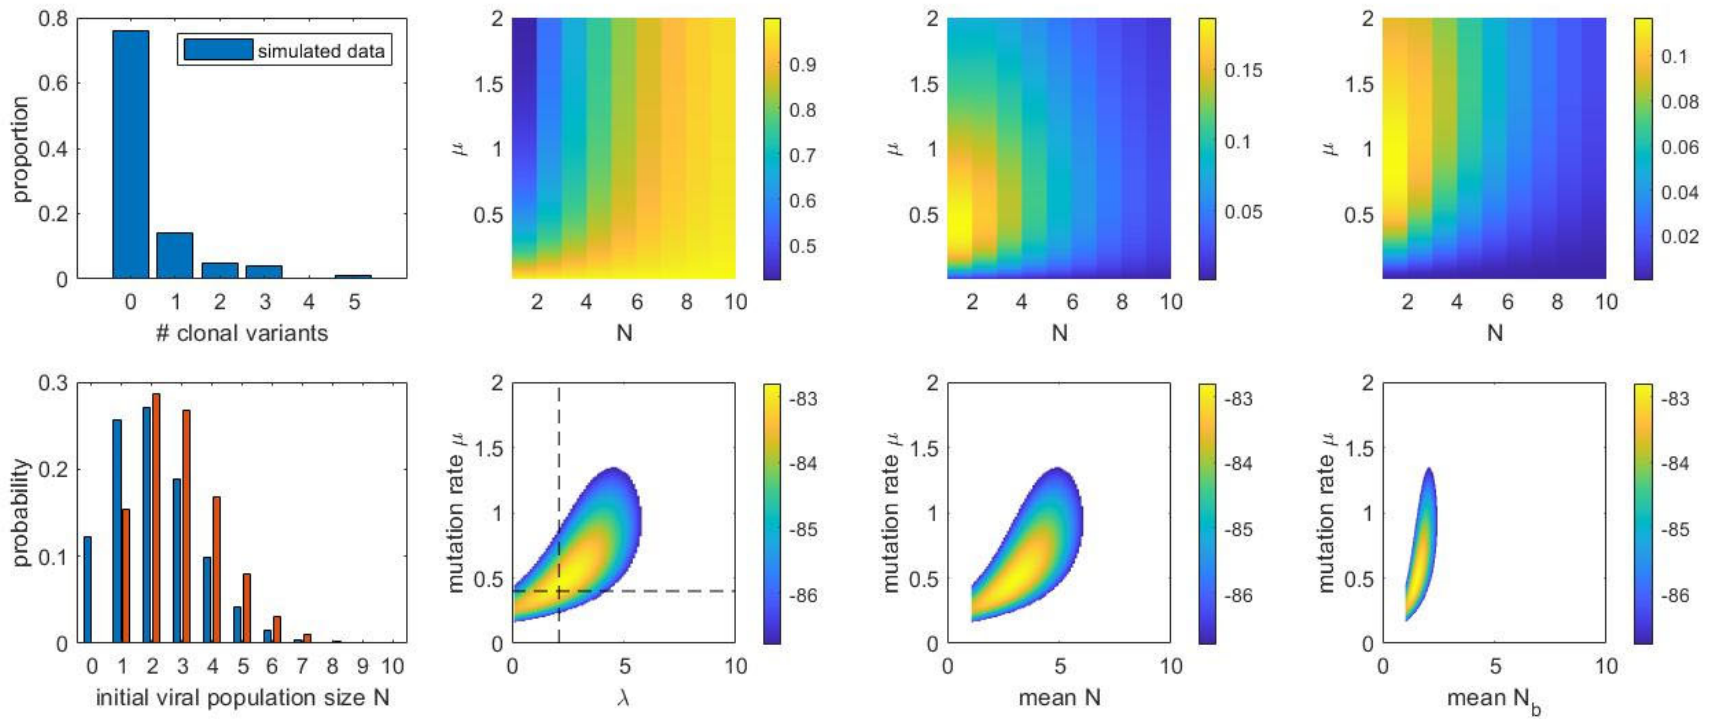 0.8
0.6
0.4
0.2
0
proportion
simulated data
0 1 2 3 4 5
# clonal variants
2
1.5
1
0.5
μ
2 4 6 8 10
N
0.9
0.8
0.7
0.6
0.5
2
1.5
1
0.5
μ
2 4 6 8 10
N
0.15
0.1
0.05
2
1.5
1
0.5
μ
2 4 6 8 10
N
0.1
0.08
0.06
0.04
0.02
0.3
0.2
0.1
0
probability
0 1 2 3 4 5 6 7 8 9 10
initial viral population size N
2
1.5
1
0.5
0
mutation rate μ
0 5 10
λ
-83
-84
-85
-86
2
1.5
1
0.5
0
mutation rate μ
0 5 10
mean N
-83
-84
-85
-86
2
1.5
1
0.5
0
mutation rate μ
0 5 10
mean N_b
-83
-84
-85
-86